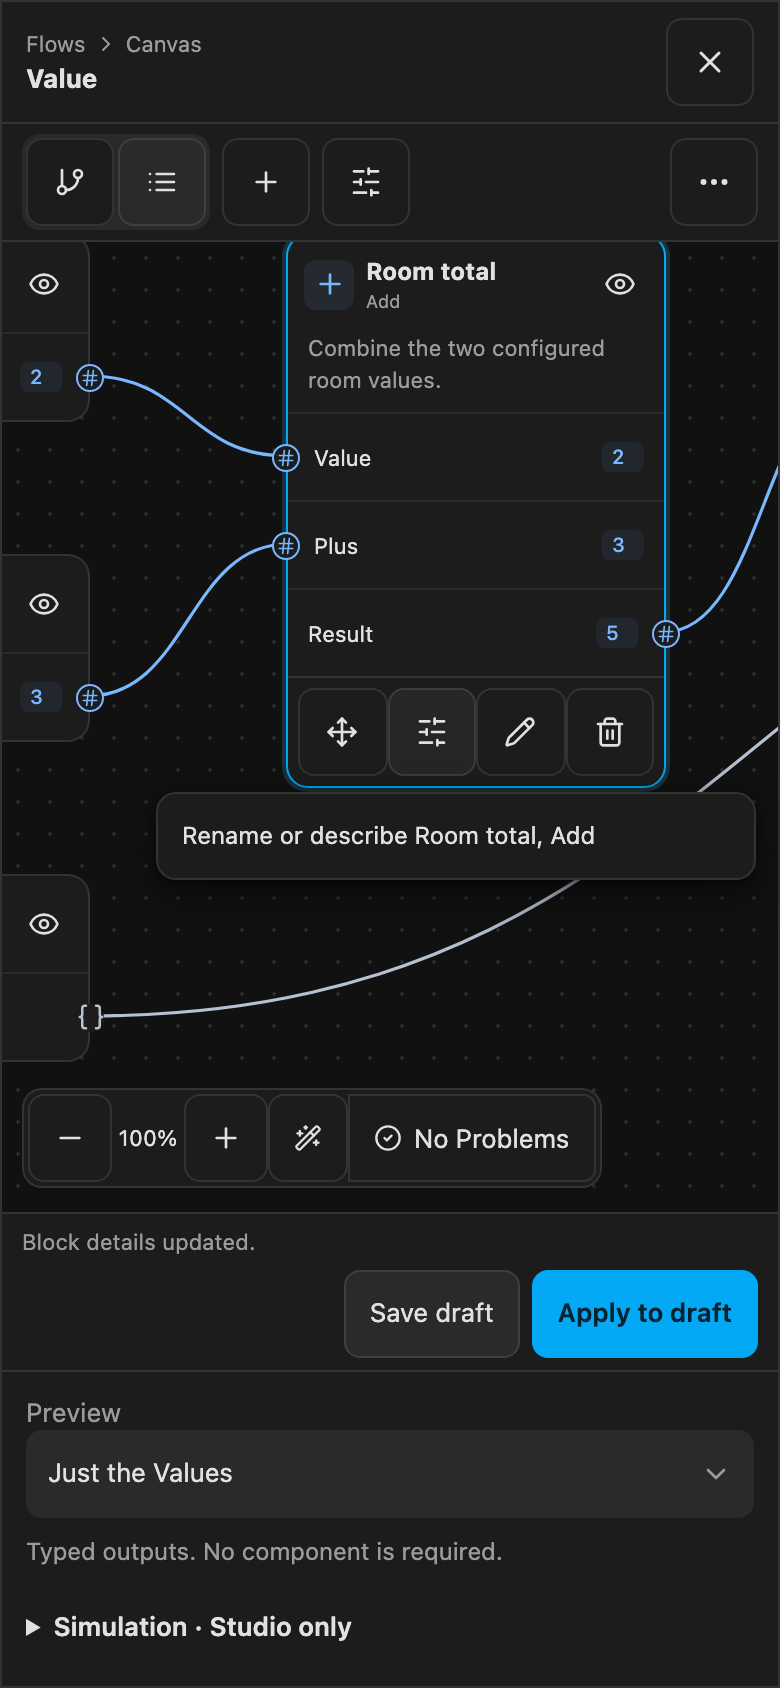 Flows > Canvas
Value
Room total
Add
Combine the two configured
room values.
2
Value 2
Plus 3
Result 5
3
Rename or describe Room total, Add
{}
100%
No Problems
Block details updated.
Save draft
Apply to draft
Preview
Just the Values
Typed outputs. No component is required.
Simulation · Studio only